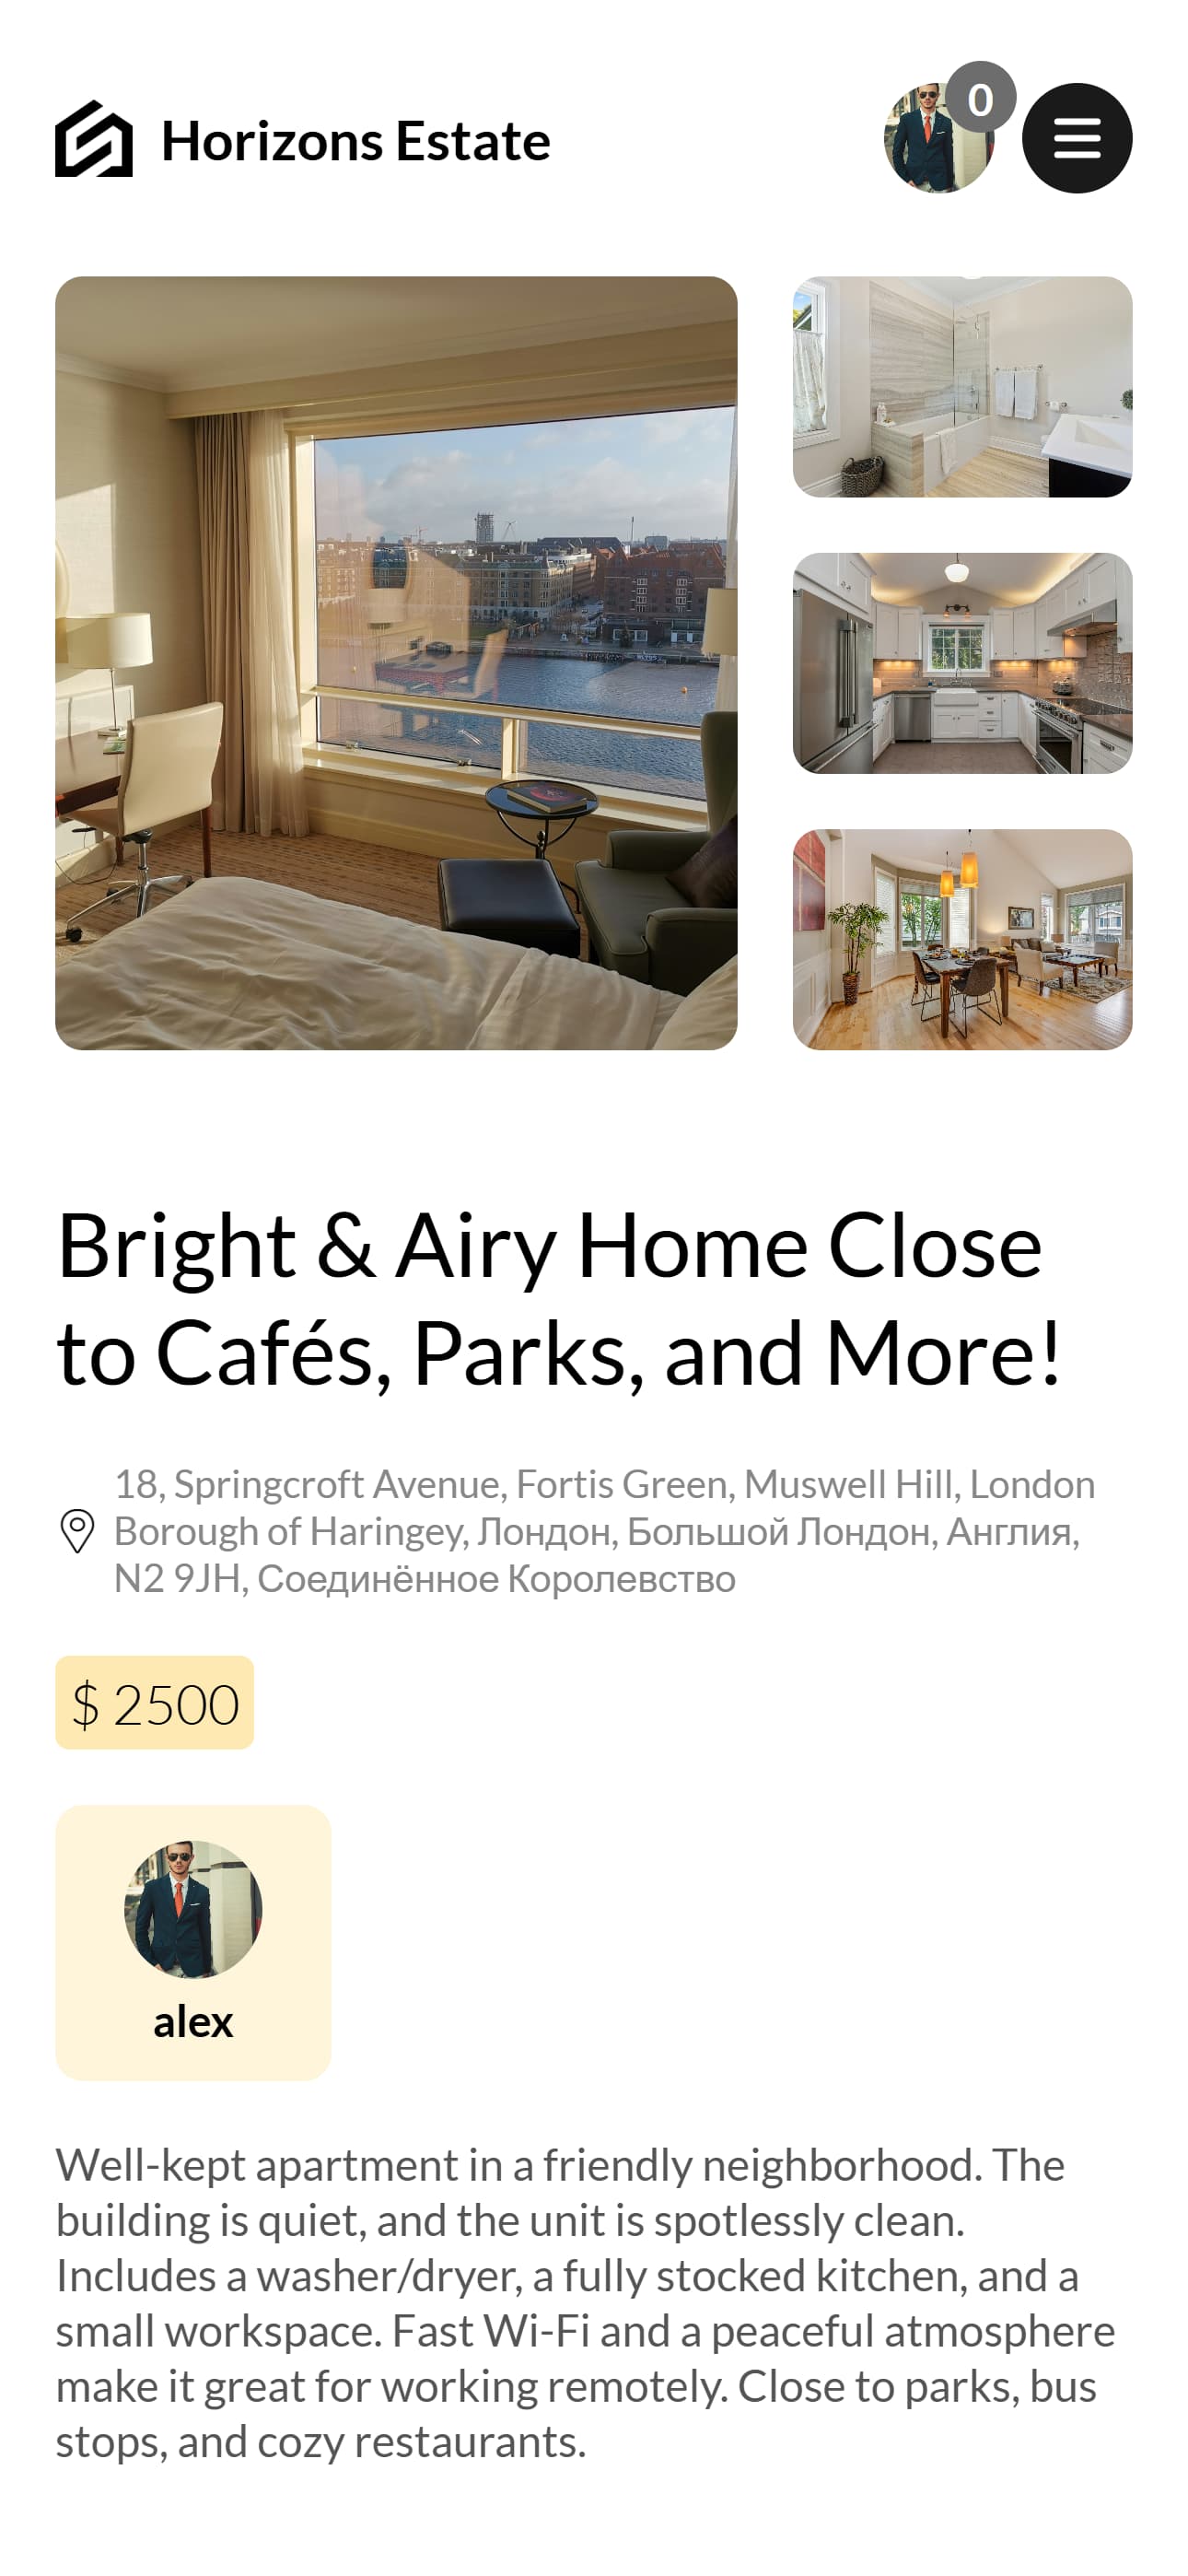 Horizons Estate
0
Bright & Airy Home Close
to Cafés, Parks, and More!
18, Springcroft Avenue, Fortis Green, Muswell Hill, London
Borough of Haringey, Лондон, Большой Лондон, Англия,
N2 9JH, Соединённое Королевство
$ 2500
alex
Well-kept apartment in a friendly neighborhood. The
building is quiet, and the unit is spotlessly clean.
Includes a washer/dryer, a fully stocked kitchen, and a
small workspace. Fast Wi-Fi and a peaceful atmosphere
make it great for working remotely. Close to parks, bus
stops, and cozy restaurants.